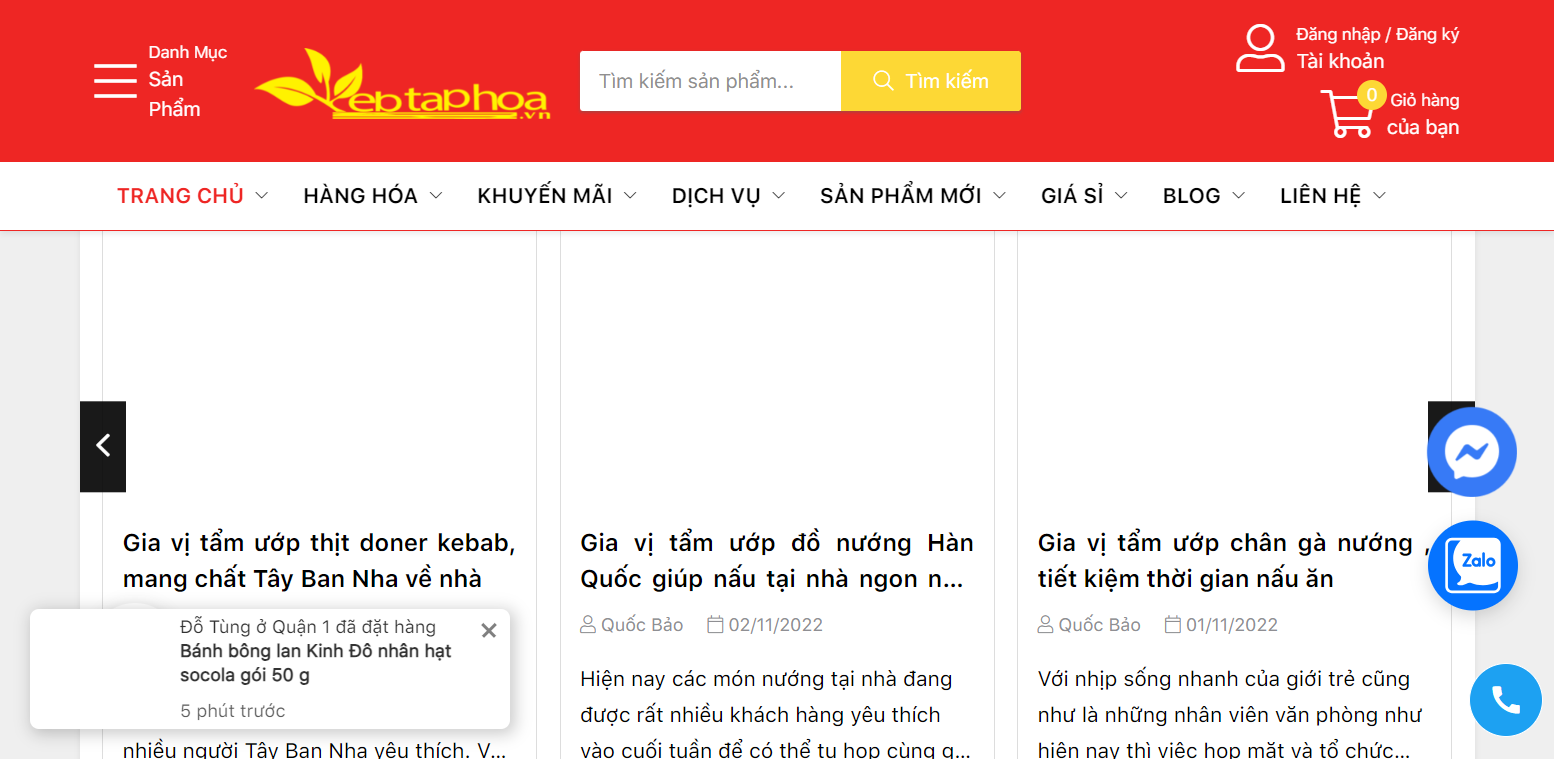 Danh Mục
Sản
Phẩm
eptaphoa
.vn
Tìm kiếm sản phẩm...
Tìm kiếm
Đăng nhập / Đăng ký
Tài khoản
0
Giỏ hàng
của bạn
TRANG CHỦ HÀNG HÓA KHUYẾN MÃI DỊCH VỤ SẢN PHẨM MỚI GIÁ SỈ BLOG LIÊN HỆ
Gia vị tẩm ướp thịt doner kebab,
mang chất Tây Ban Nha về nhà
Đỗ Tùng ở Quận 1 đã đặt hàng
Bánh bông lan Kinh Đô nhân hạt
socola gói 50 g
5 phút trước
nhiều người Tây Ban Nha yêu thích. V...
Gia vị tẩm ướp đồ nướng Hàn
Quốc giúp nấu tại nhà ngon n...
Quốc Bảo 02/11/2022
Hiện nay các món nướng tại nhà đang
được rất nhiều khách hàng yêu thích
vào cuối tuần để có thể tụ họp cùng g...
Gia vị tẩm ướp chân gà nướng ,
tiết kiệm thời gian nấu ăn
Quốc Bảo 01/11/2022
Với nhịp sống nhanh của giới trẻ cũng
như là những nhân viên văn phòng như
hiện nay thì việc họp mặt và tổ chức...
Zalo